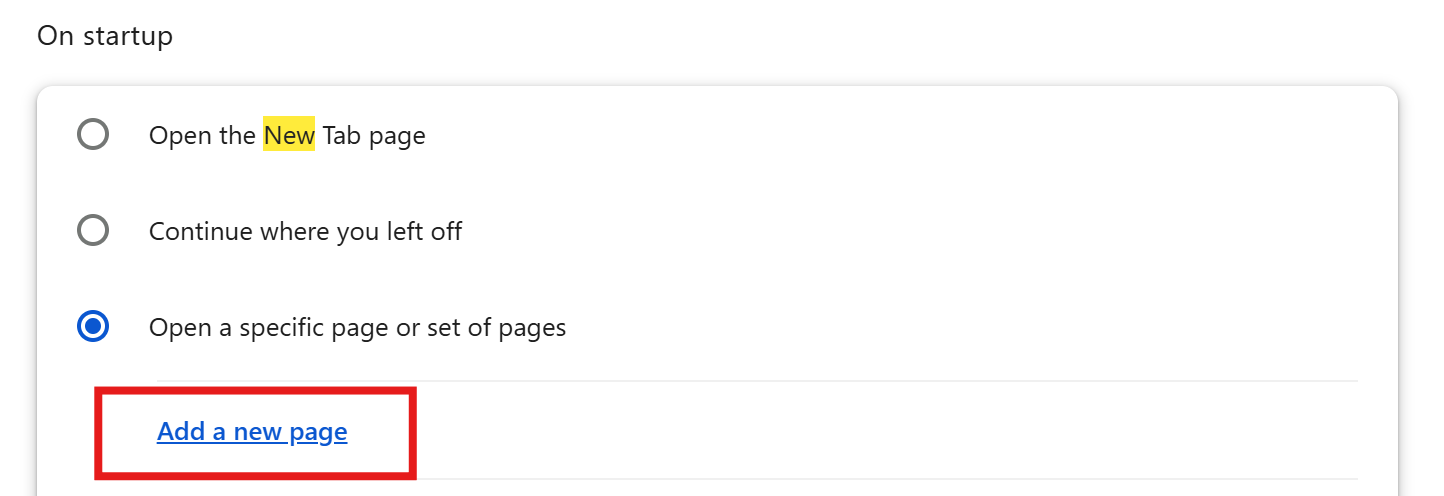 On startup
Open the New Tab page
Continue where you left off
Open a specific page or set of pages
Add a new page